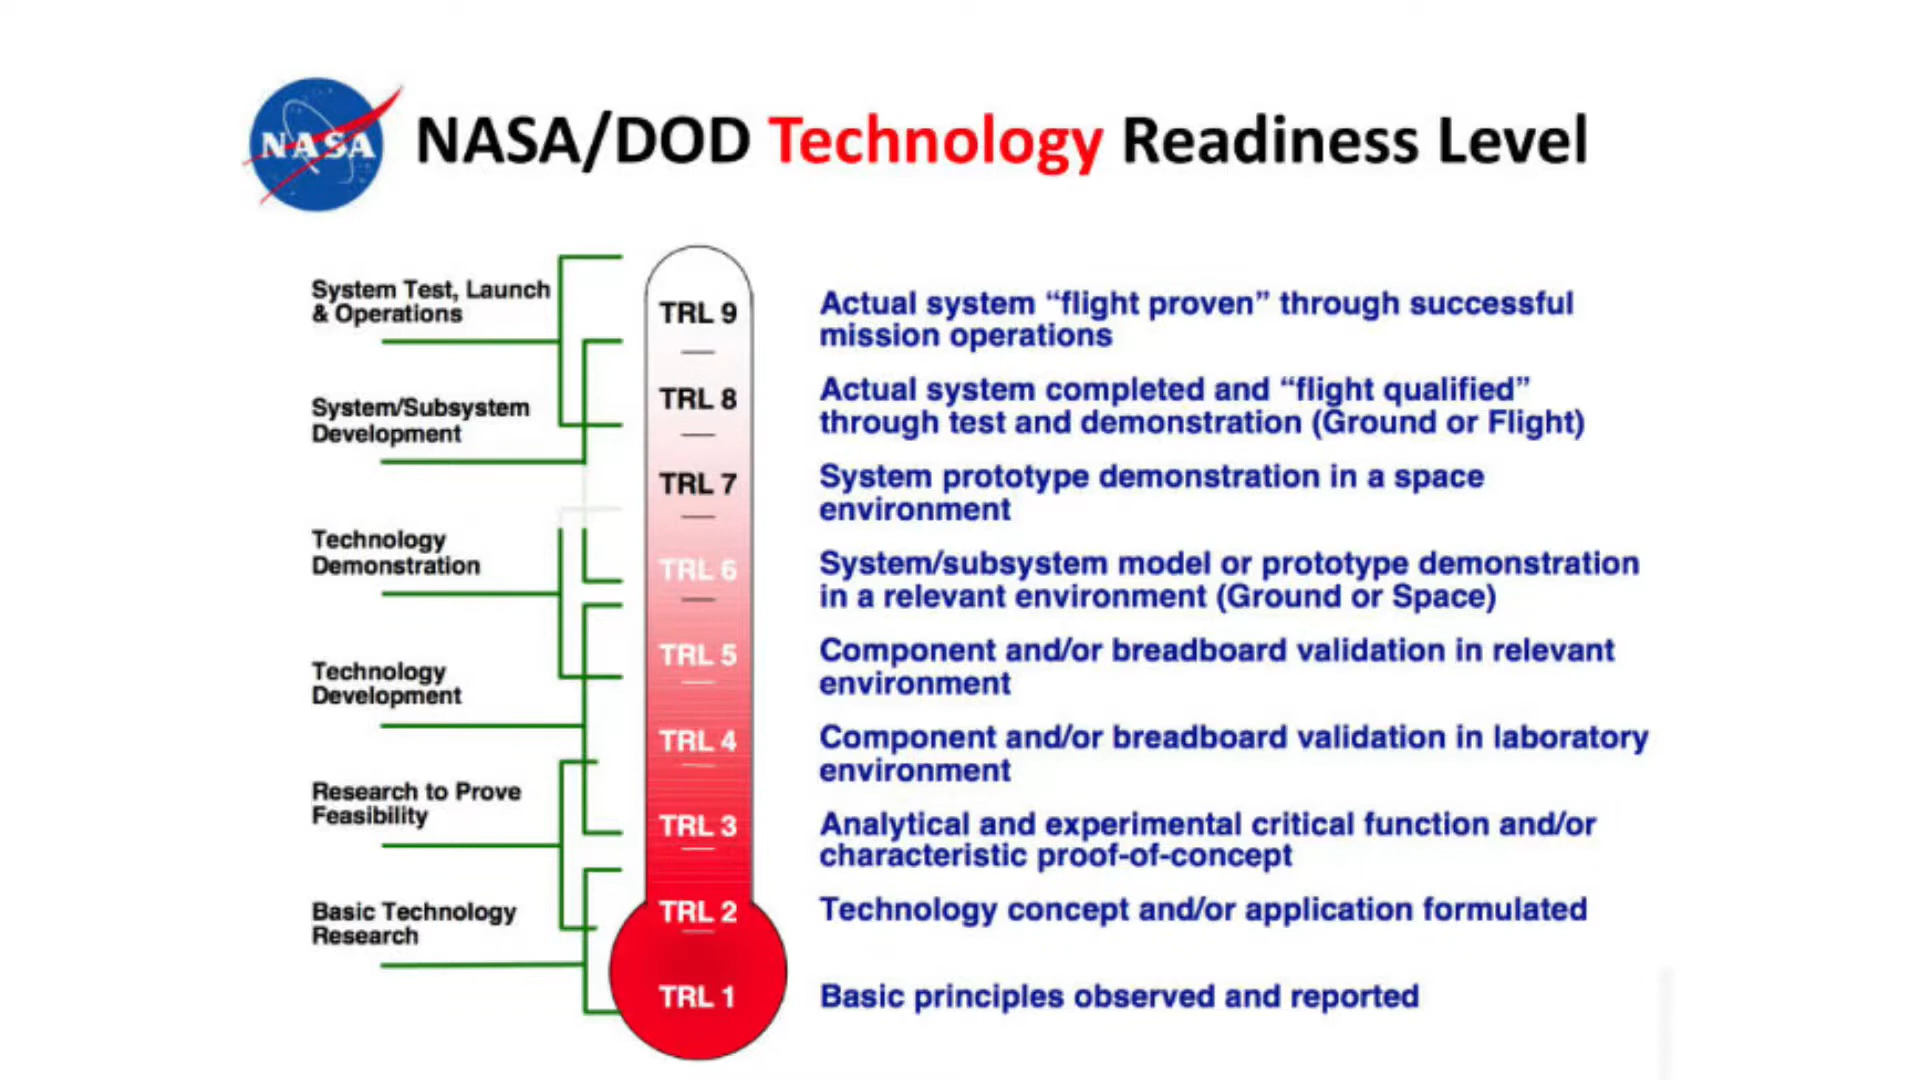 NASA
NASA/DOD Technology Readiness Level
System Test, Launch
& Operations
System/Subsystem
Development
Technology
Demonstration
Technology
Development
Research to Prove
Feasibility
Basic Technology
Research
TRL 9
TRL 8
TRL 7
TRL 6
TRL 5
TRL 4
TRL 3
TRL 2
TRL 1
Actual system “flight proven” through successful
mission operations
Actual system completed and “flight qualified”
through test and demonstration (Ground or Flight)
System prototype demonstration in a space
environment
System/subsystem model or prototype demonstration
in a relevant environment (Ground or Space)
Component and/or breadboard validation in relevant
environment
Component and/or breadboard validation in laboratory
environment
Analytical and experimental critical function and/or
characteristic proof-of-concept
Technology concept and/or application formulated
Basic principles observed and reported